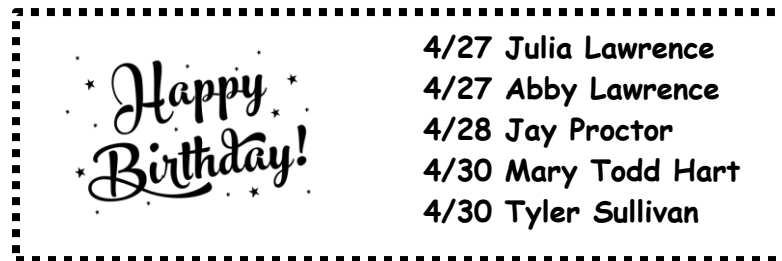 Happy
Birthday!
4/27 Julia Lawrence
4/27 Abby Lawrence
4/28 Jay Proctor
4/30 Mary Todd Hart
4/30 Tyler Sullivan